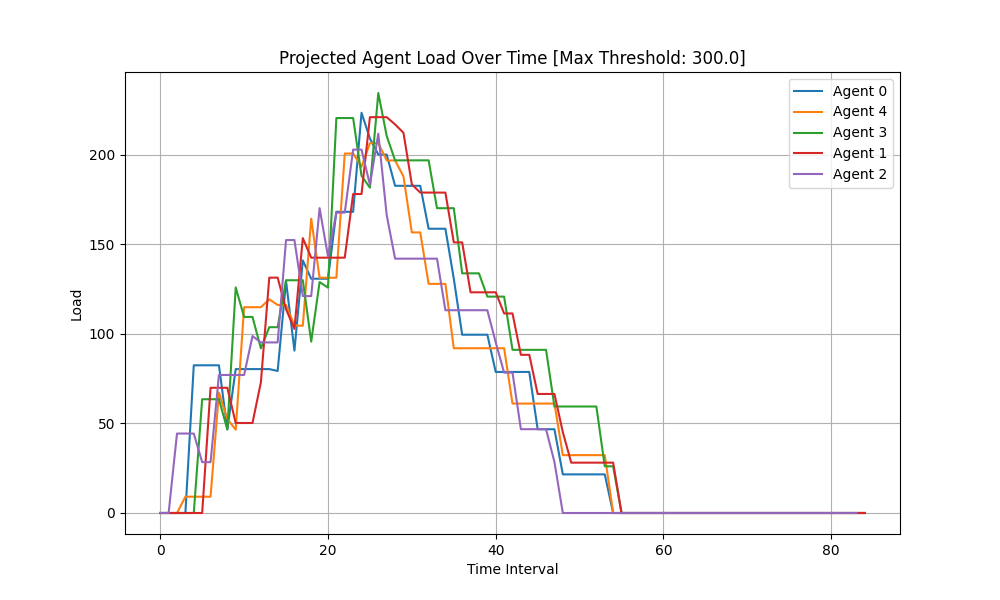 Projected Agent Load Over Time [Max Threshold: 300.0]
Agent 0
Agent 4
Agent 3
Agent 1
Agent 2
Load
200
150
100
50
0
0 20 40 60 80
Time Interval